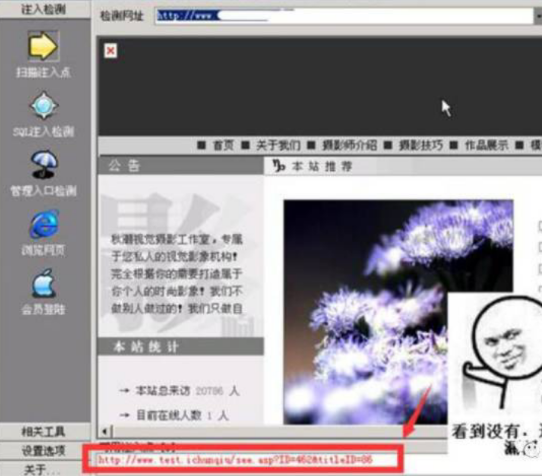 注入检测
检测网址
http://www.
扫描注入点
SQL注入检测
管理入口检测
浏览网页
会员登陆
相关工具
设置选项
关于...
■ 首页 ■ 关于我们 ■ 摄影师介绍 ■ 摄影技巧 ■ 作品展示 ■
公 告
本 站 推 荐
秋潮视觉摄影工作室,专属
于您私人的视觉影象机构!
完全根据你的需要打造属于
你个人的时尚影象!我们不
做别人做过的!我们只做自
本 站 统 计
→ 本站总来访 20786 人
→ 目前在线人数 1 人
http://www.test.ichunqiu/see.asp?ID=462&titleID=86
看到没有,